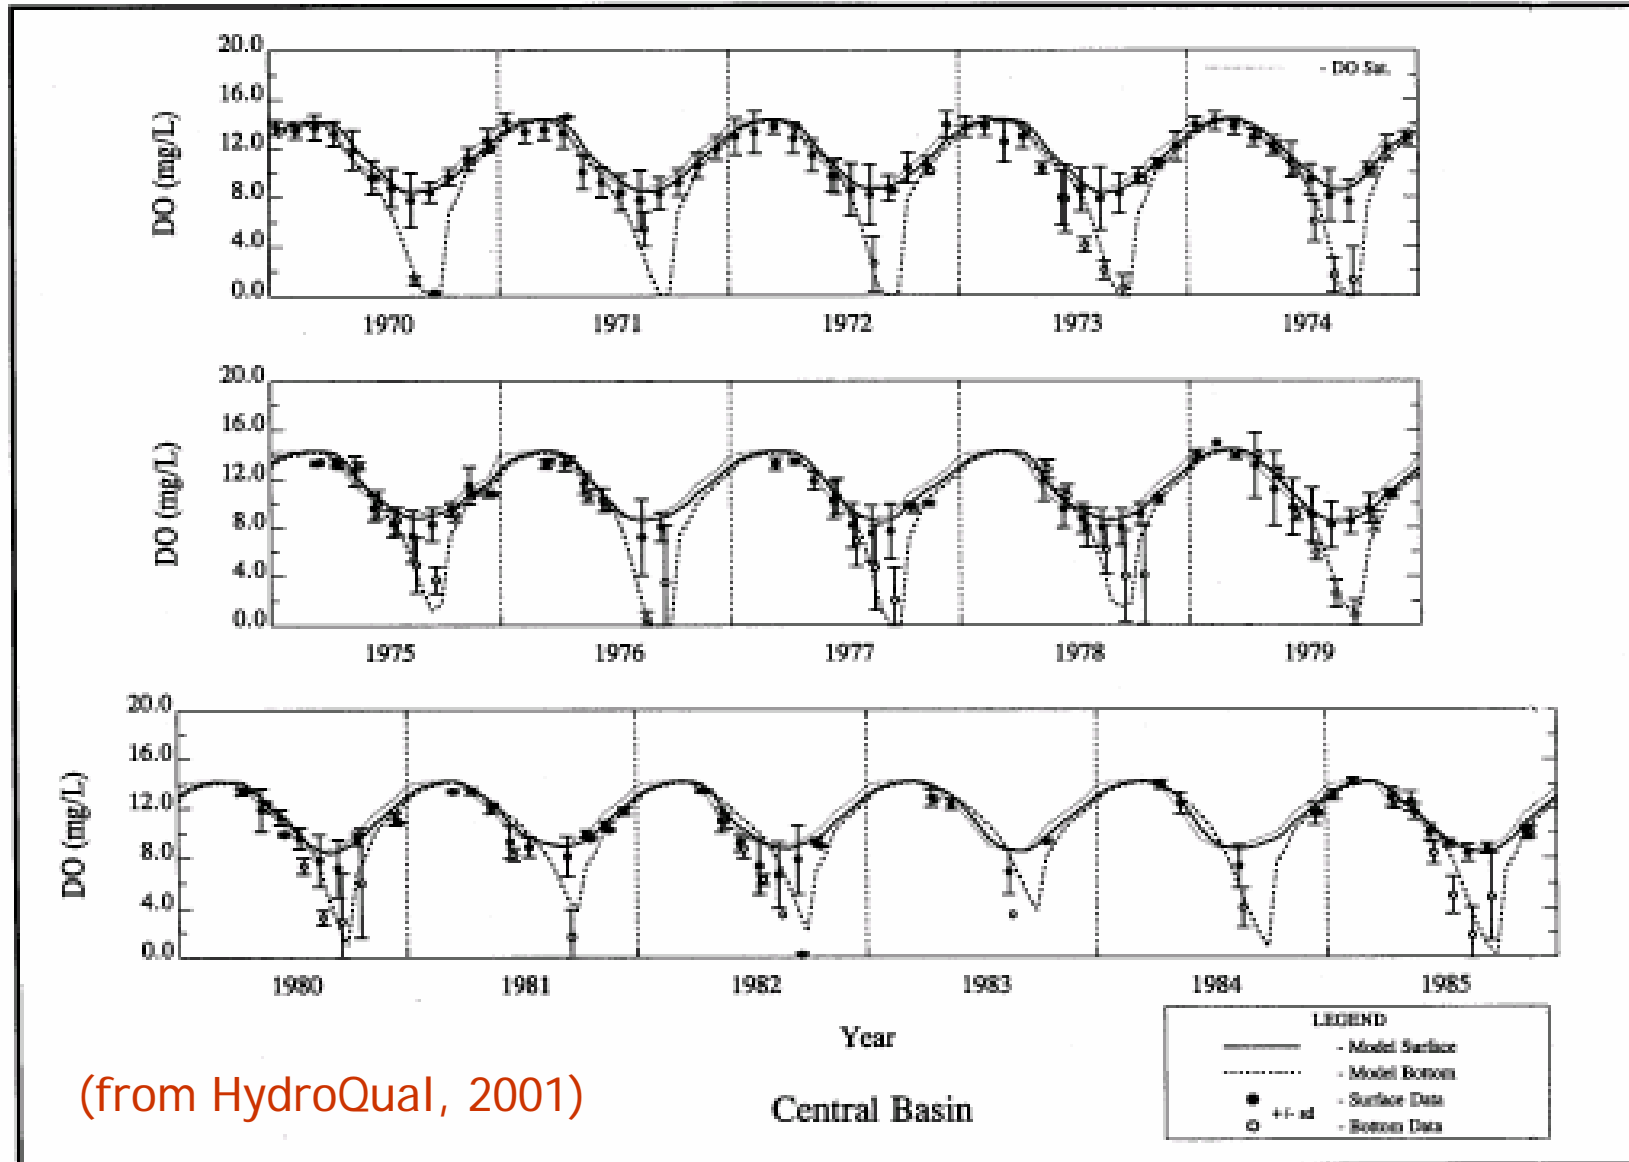 20.0
16.0
12.0
8.0
4.0
0.0
DO (mg/L)
- DO Sat.
1970 1971 1972 1973 1974
20.0
16.0
12.0
8.0
4.0
0.0
DO (mg/L)
1975 1976 1977 1978 1979
20.0
16.0
12.0
8.0
4.0
0.0
DO (mg/L)
1980 1981 1982 1983 1984 1985
Year
(from HydroQual, 2001)
Central Basin
LEGEND
- Model Surface
- Model Bottom
- Surface Data
+/- sd
- Bottom Data